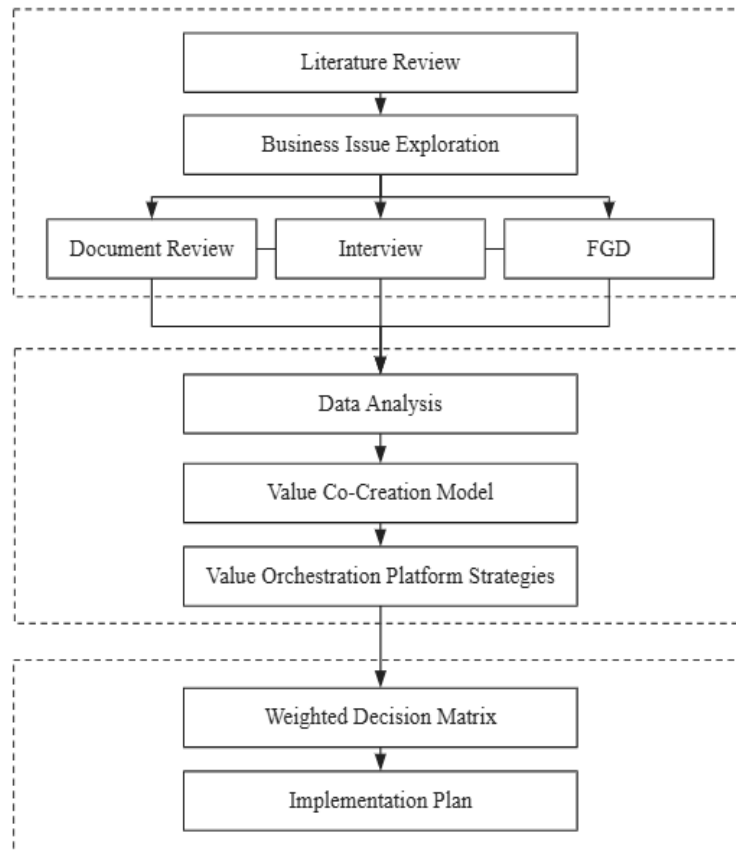 Literature Review
Business Issue Exploration
Document Review
Interview
FGD
Data Analysis
Value Co-Creation Model
Value Orchestration Platform Strategies
Weighted Decision Matrix
Implementation Plan